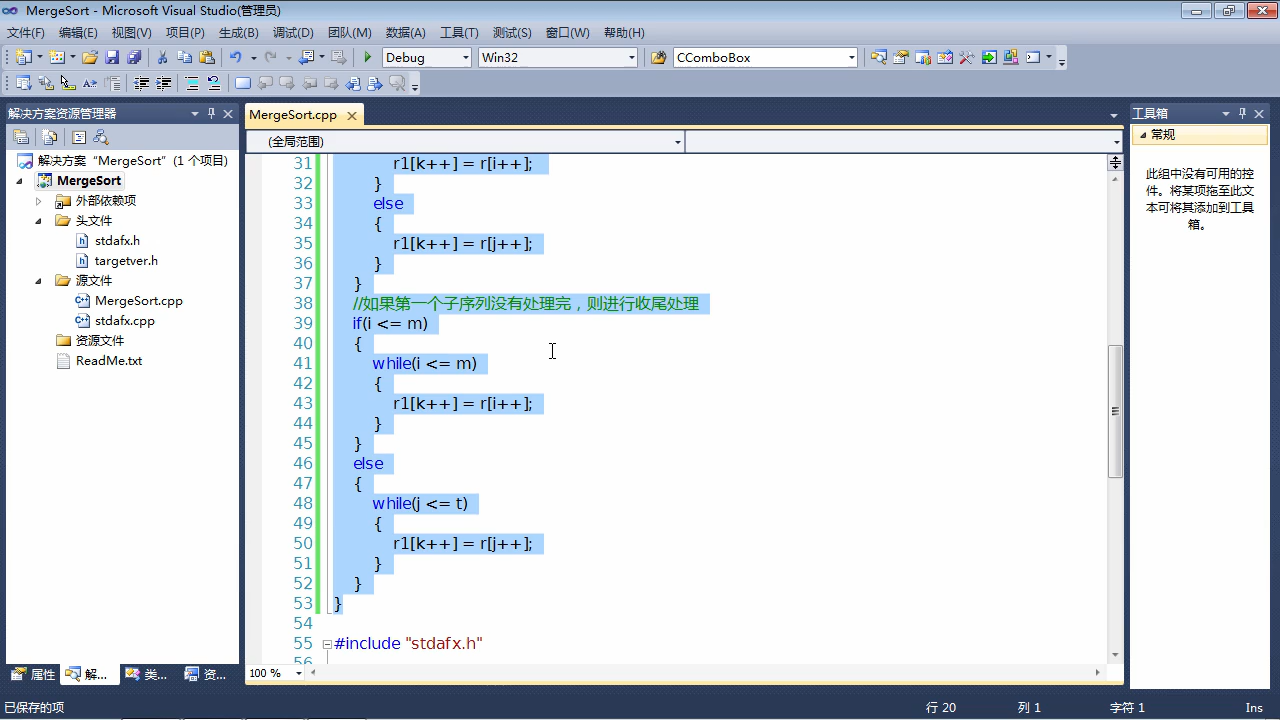 MergeSort - Microsoft Visual Studio(管理员)
文件(F) 编辑(E) 视图(V) 项目(P) 生成(B) 调试(D) 团队(M) 数据(A) 工具(T) 测试(S) 窗口(W) 帮助(H)
Debug Win32 CComboBox
解决方案资源管理器
解决方案“MergeSort”(1 个项目)
MergeSort
外部依赖项
头文件
stdafx.h
targetver.h
源文件
MergeSort.cpp
stdafx.cpp
资源文件
ReadMe.txt
属性 解... 类... 资...
MergeSort.cpp
(全局范围)
31 r1[k++] = r[i++];
32 }
33 else
34 {
35 r1[k++] = r[j++];
36 }
37 }
38 //如果第一个子序列没有处理完，则进行收尾处理
39 if(i <= m)
40 {
41 while(i <= m)
42 {
43 r1[k++] = r[i++];
44 }
45 }
46 else
47 {
48 while(j <= t)
49 {
50 r1[k++] = r[j++];
51 }
52 }
53 }
54
55 #include "stdafx.h"
56
100 %
工具箱
常规
此组中没有可用的控
件。将某项拖至此文
本可将其添加到工具
箱。
已保存的项 行 20 列 1 字符 1 Ins